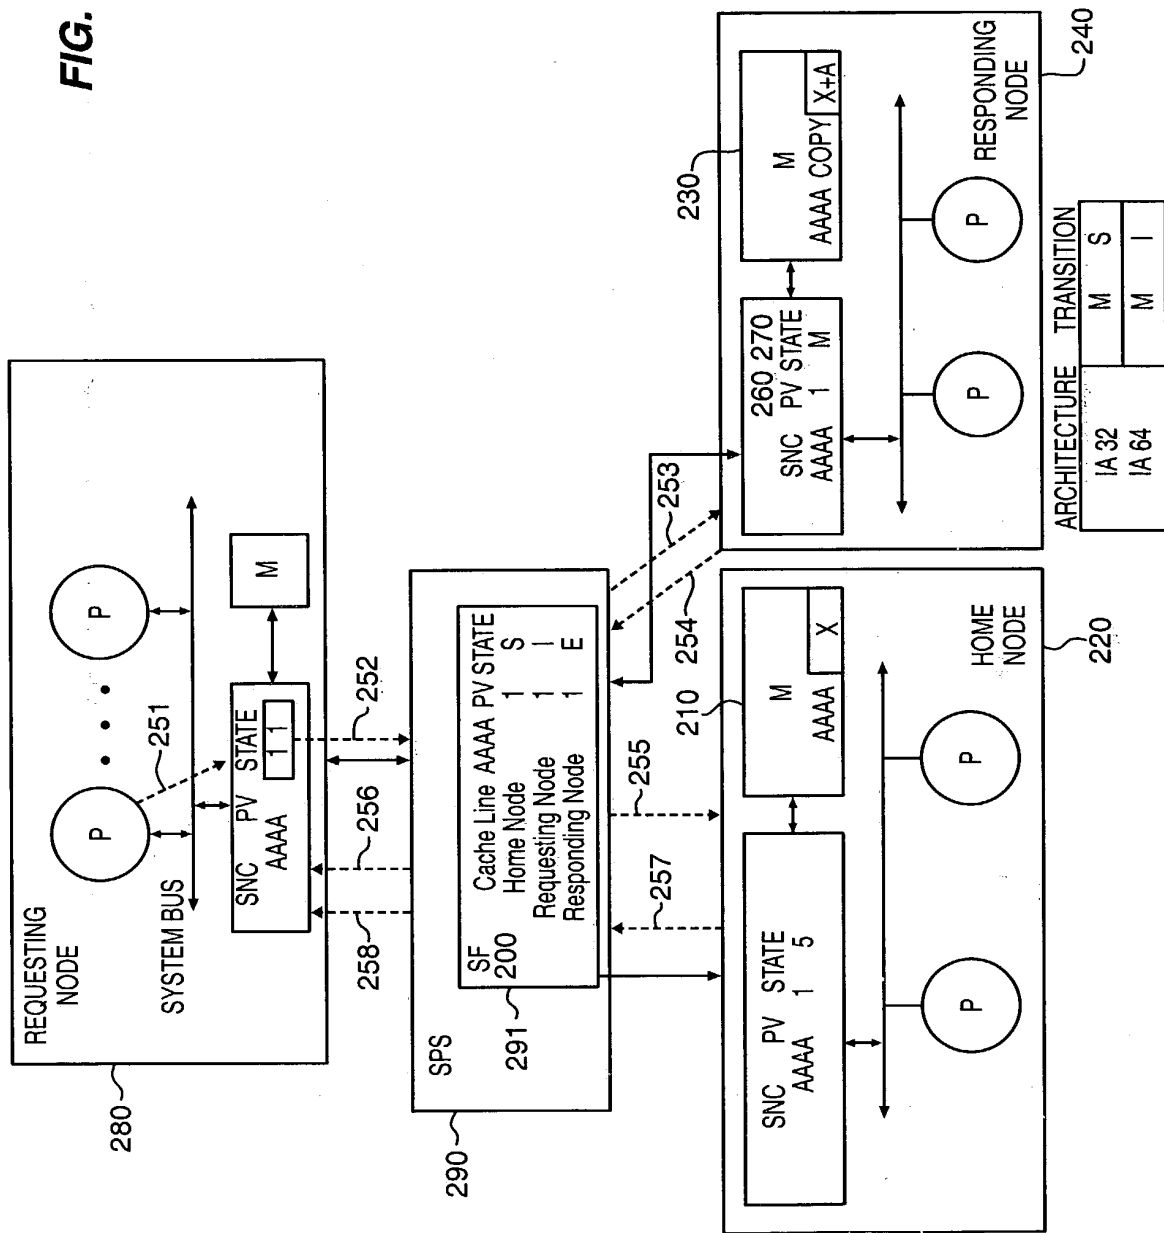 FIG.
REQUESTING
NODE
SYSTEM BUS
P
P
251
SNC PV STATE
AAAA 1 1
M
280
258
256
252
SPS
290
SF
200
291
Cache Line AAAA PV STATE
Home Node 1 S
Requesting Node 1 I
Responding Node 1 E
257
255
254
253
SNC PV STATE
AAAA 1 5
210
M
AAAA
X
P
P
HOME
NODE
220
260 270
SNC PV STATE
AAAA 1 M
230
M
AAAA COPY
X+A
P
P
RESPONDING
NODE
240
ARCHITECTURE TRANSITION
IA 32 M S
IA 64 M I